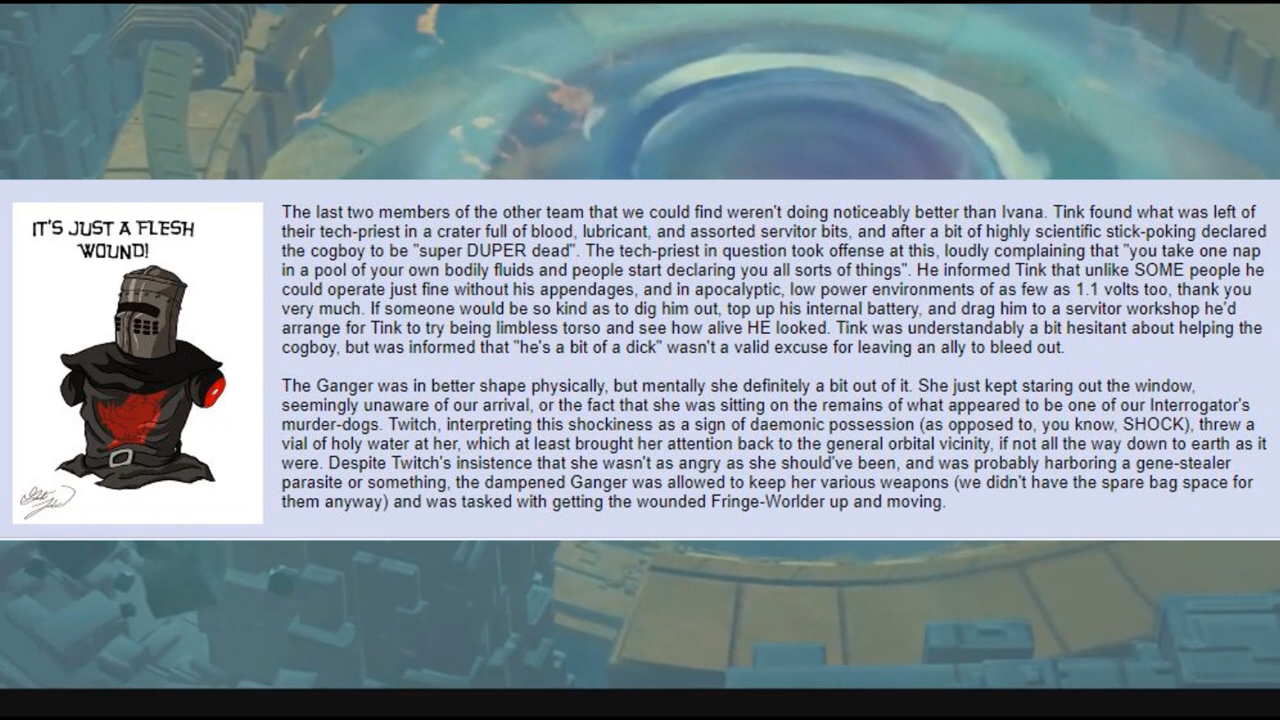 IT'S JUST A FLESH
WOUND!
The last two members of the other team that we could find weren't doing noticeably better than Ivana. Tink found what was left of
their tech-priest in a crater full of blood, lubricant, and assorted servitor bits, and after a bit of highly scientific stick-poking declared
the cogboy to be "super DUPER dead". The tech-priest in question took offense at this, loudly complaining that "you take one nap
in a pool of your own bodily fluids and people start declaring you all sorts of things". He informed Tink that unlike SOME people he
could operate just fine without his appendages, and in apocalyptic, low power environments of as few as 1.1 volts too, thank you
very much. If someone would be so kind as to dig him out, top up his internal battery, and drag him to a servitor workshop he'd
arrange for Tink to try being limbless torso and see how alive HE looked. Tink was understandably a bit hesitant about helping the
cogboy, but was informed that "he's a bit of a dick" wasn't a valid excuse for leaving an ally to bleed out.
The Ganger was in better shape physically, but mentally she definitely a bit out of it. She just kept staring out the window,
seemingly unaware of our arrival, or the fact that she was sitting on the remains of what appeared to be one of our Interrogator's
murder-dogs. Twitch, interpreting this shockiness as a sign of daemonic possession (as opposed to, you know, SHOCK), threw a
vial of holy water at her, which at least brought her attention back to the general orbital vicinity, if not all the way down to earth as it
were. Despite Twitch's insistence that she wasn't as angry as she should've been, and was probably harboring a gene-stealer
parasite or something, the dampened Ganger was allowed to keep her various weapons (we didn't have the spare bag space for
them anyway) and was tasked with getting the wounded Fringe-Worlder up and moving.